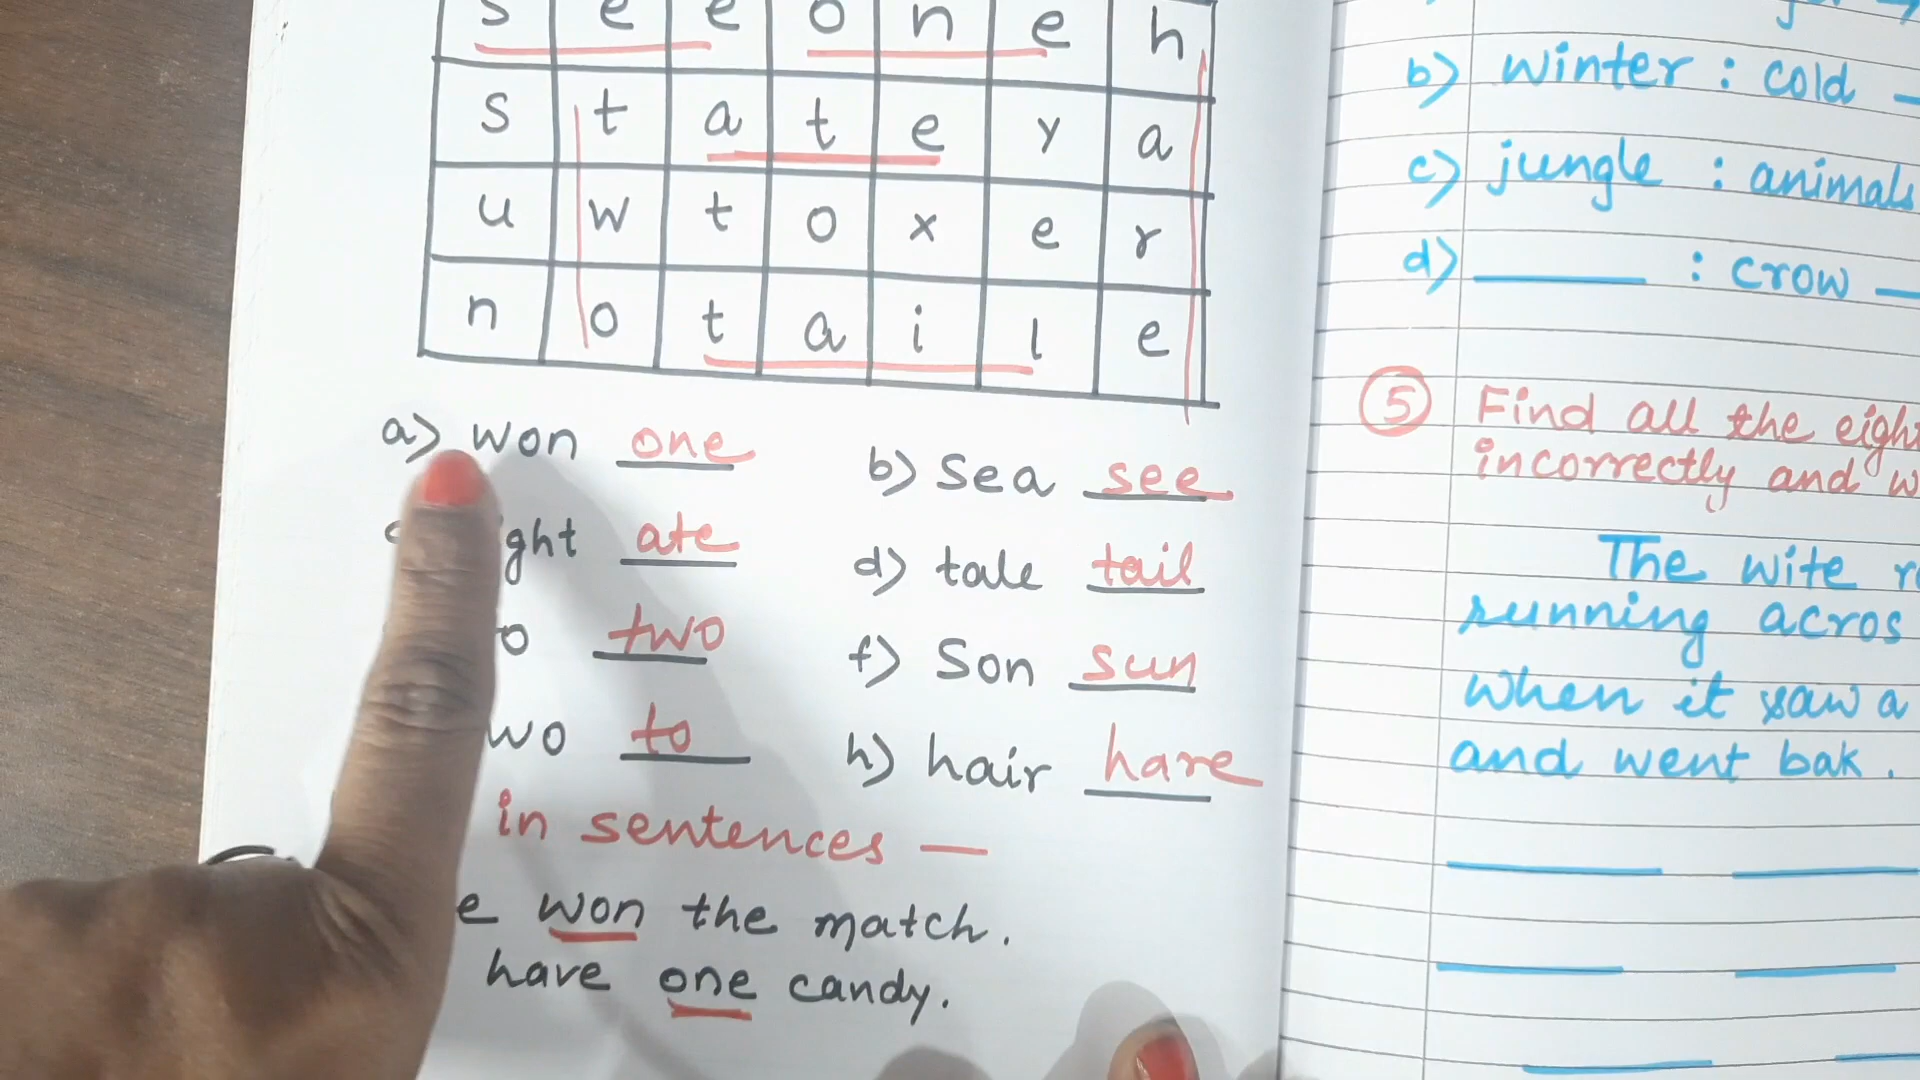 s e e o n e h
s t a t e y a
u w t o x e r
n o t a i l e
a) won one b) Sea see
ght ate d) tale tail
o two f) Son sun
wo to h) hair hare
in sentences —
e won the match.
have one candy.
b) winter : cold —
c) jungle : animals
d) ______ : crow —
5 Find all the eigh
incorrectly and w
The wite r
running acros
when it saw a
and went bak.